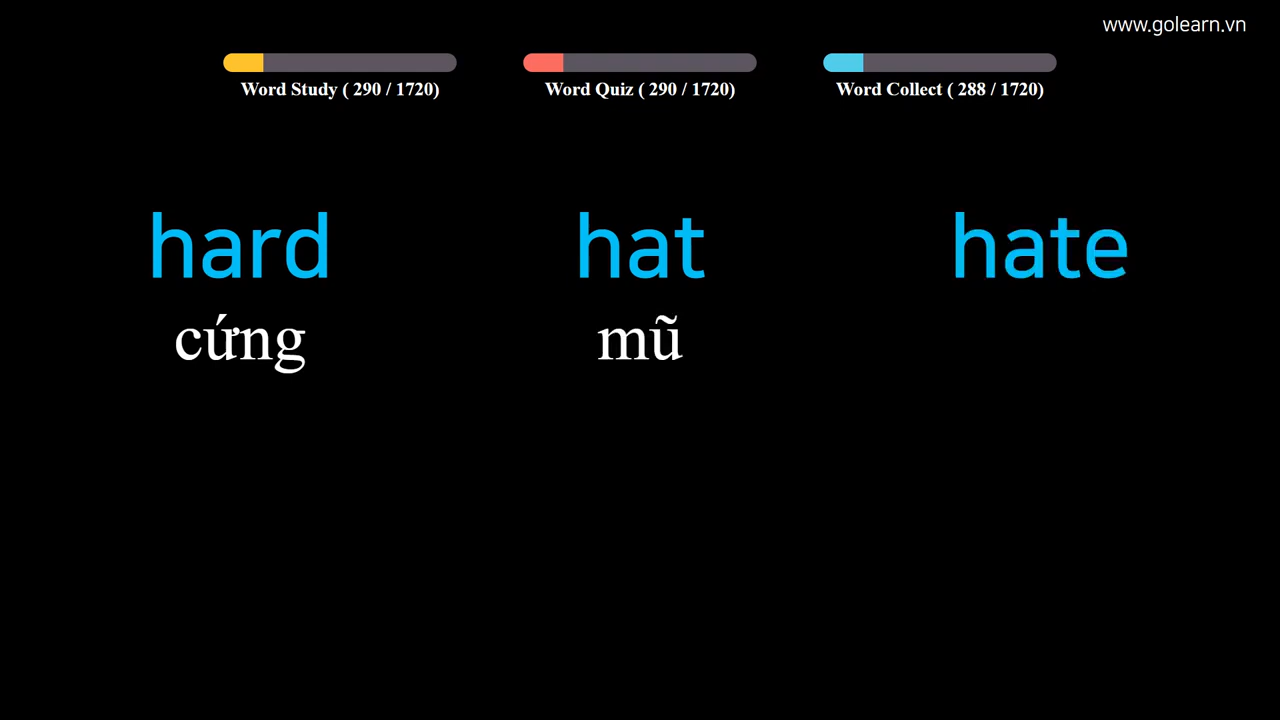 www.golearn.vn
Word Study ( 290 / 1720)
Word Quiz ( 290 / 1720)
Word Collect ( 288 / 1720)
hard
hat
hate
cứng
mũ